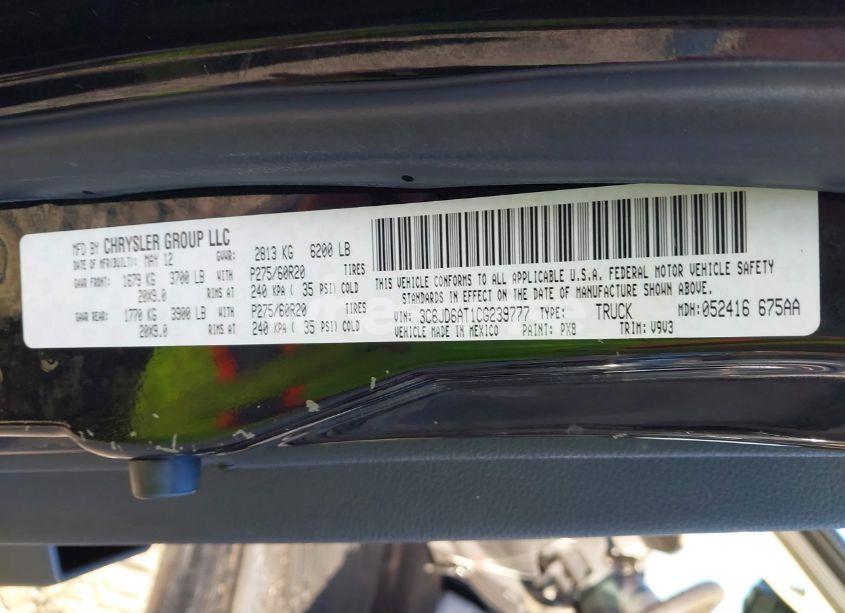 MFD BY CHRYSLER GROUP LLC
DATE OF MFR(BUILT): MAY 12 GVWR: 2813 KG 6200 LB
GAWR FRONT: 1679 KG 3700 LB WITH P275/60R20 TIRES
20X9.0 RIMS AT 240 KPA ( 35 PSI) COLD
GAWR REAR: 1770 KG 3900 LB WITH P275/60R20 TIRES
20X9.0 RIMS AT 240 KPA ( 35 PSI) COLD
THIS VEHICLE CONFORMS TO ALL APPLICABLE U.S.A. FEDERAL MOTOR VEHICLE SAFETY
STANDARDS IN EFFECT ON THE DATE OF MANUFACTURE SHOWN ABOVE.
VIN: 3C6JD6AT1CG239777 TYPE: TRUCK MDH:052416 675AA
VEHICLE MADE IN MEXICO PAINT: PX8 TRIM: V9V3